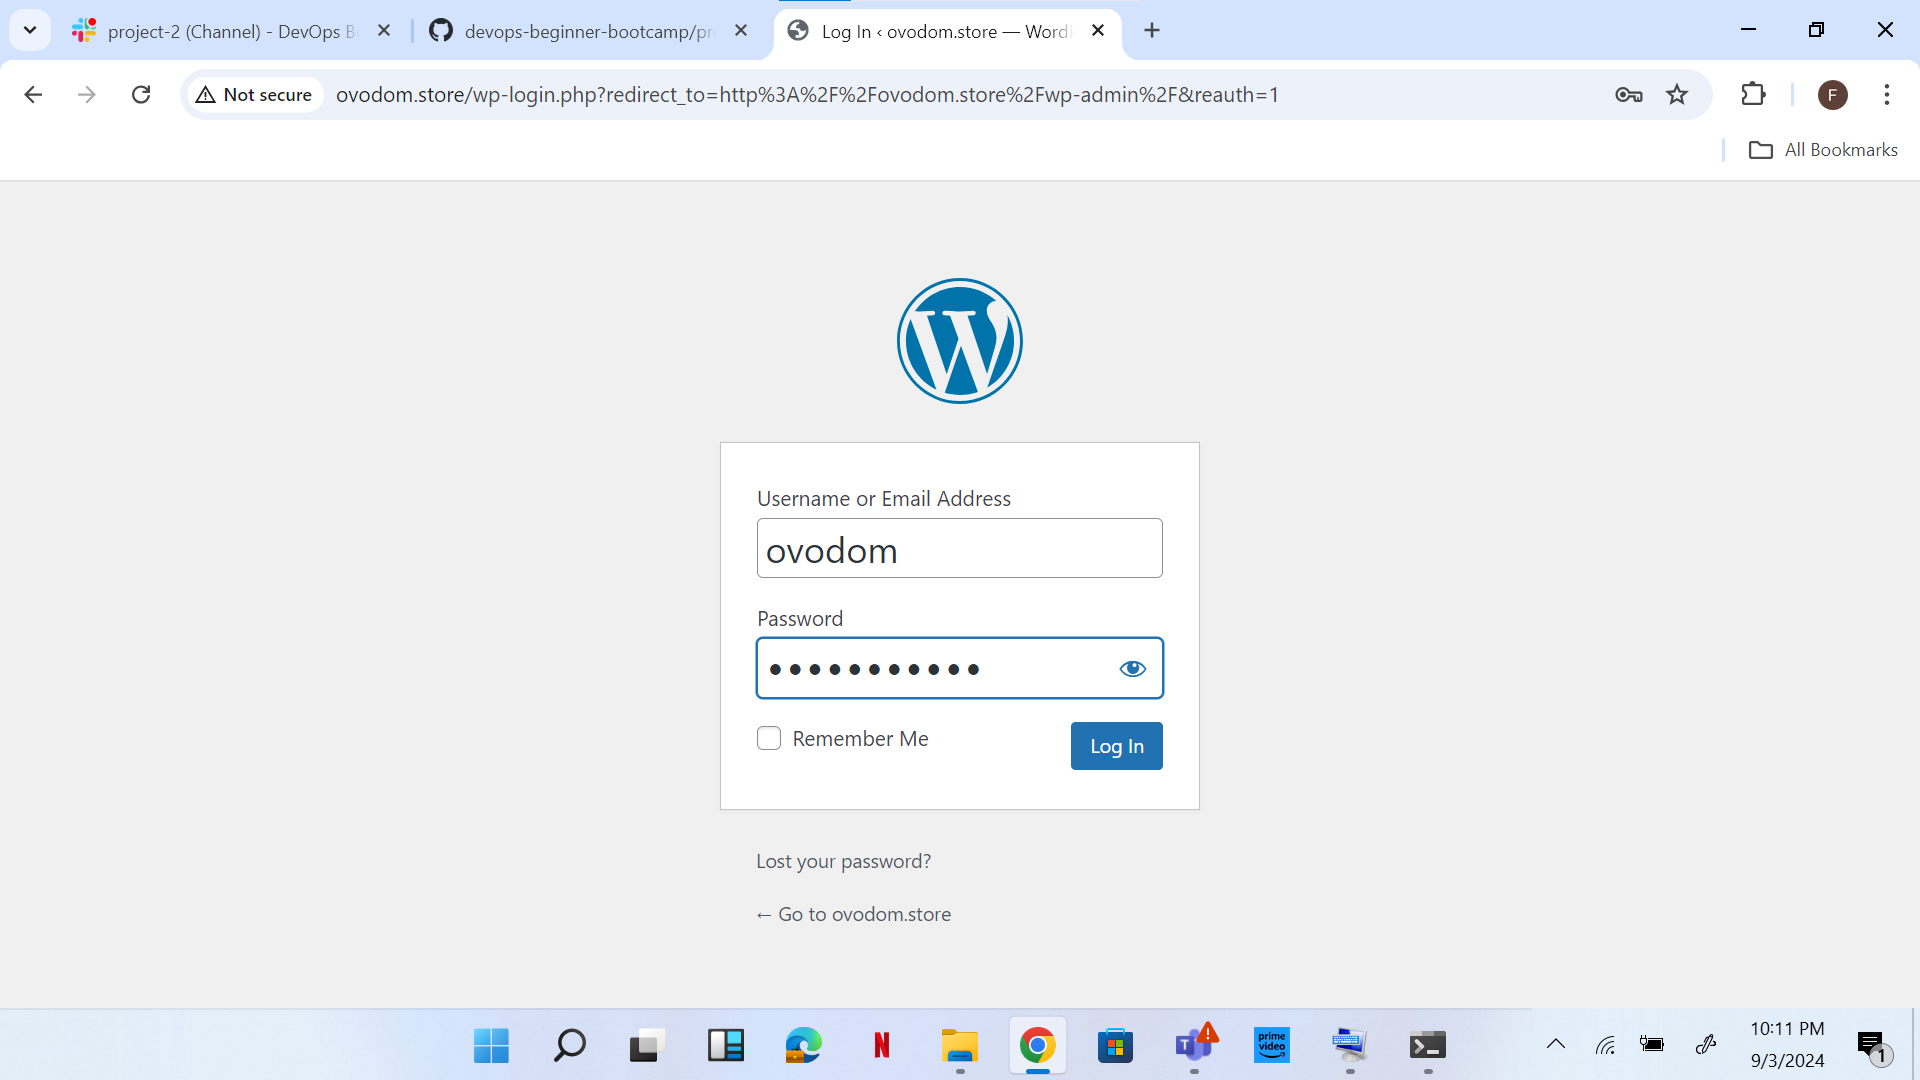 project-2 (Channel) - DevOps B
devops-beginner-bootcamp/pr
Log In ‹ ovodom.store — Word
Not secure
ovodom.store/wp-login.php?redirect_to=http%3A%2F%2Fovodom.store%2Fwp-admin%2F&reauth=1
F
All Bookmarks
W
Username or Email Address
ovodom
Password
Remember Me
Log In
Lost your password?
← Go to ovodom.store
N
T
prime video
10:11 PM
9/3/2024
1